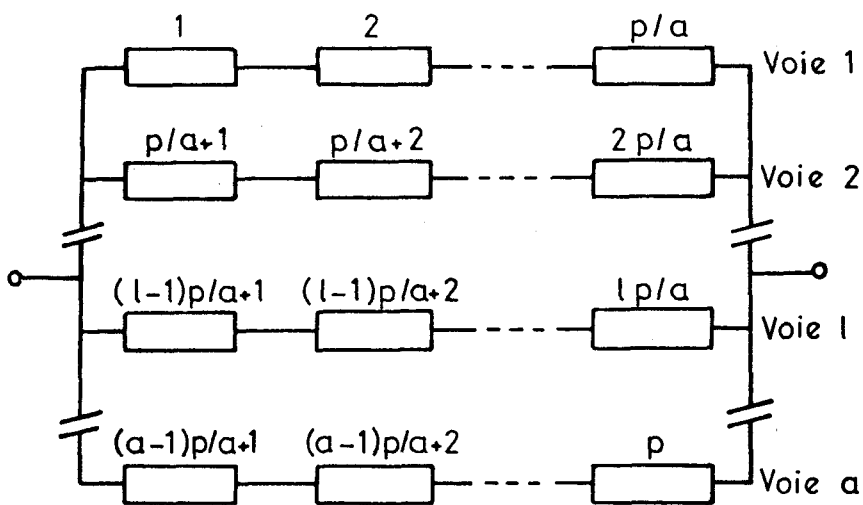 1 2 p/a
Voie 1
p/a+1 p/a+2 2p/a
Voie 2
(l-1)p/a+1 (l-1)p/a+2 lp/a
Voie l
(a-1)p/a+1 (a-1)p/a+2 p
Voie a